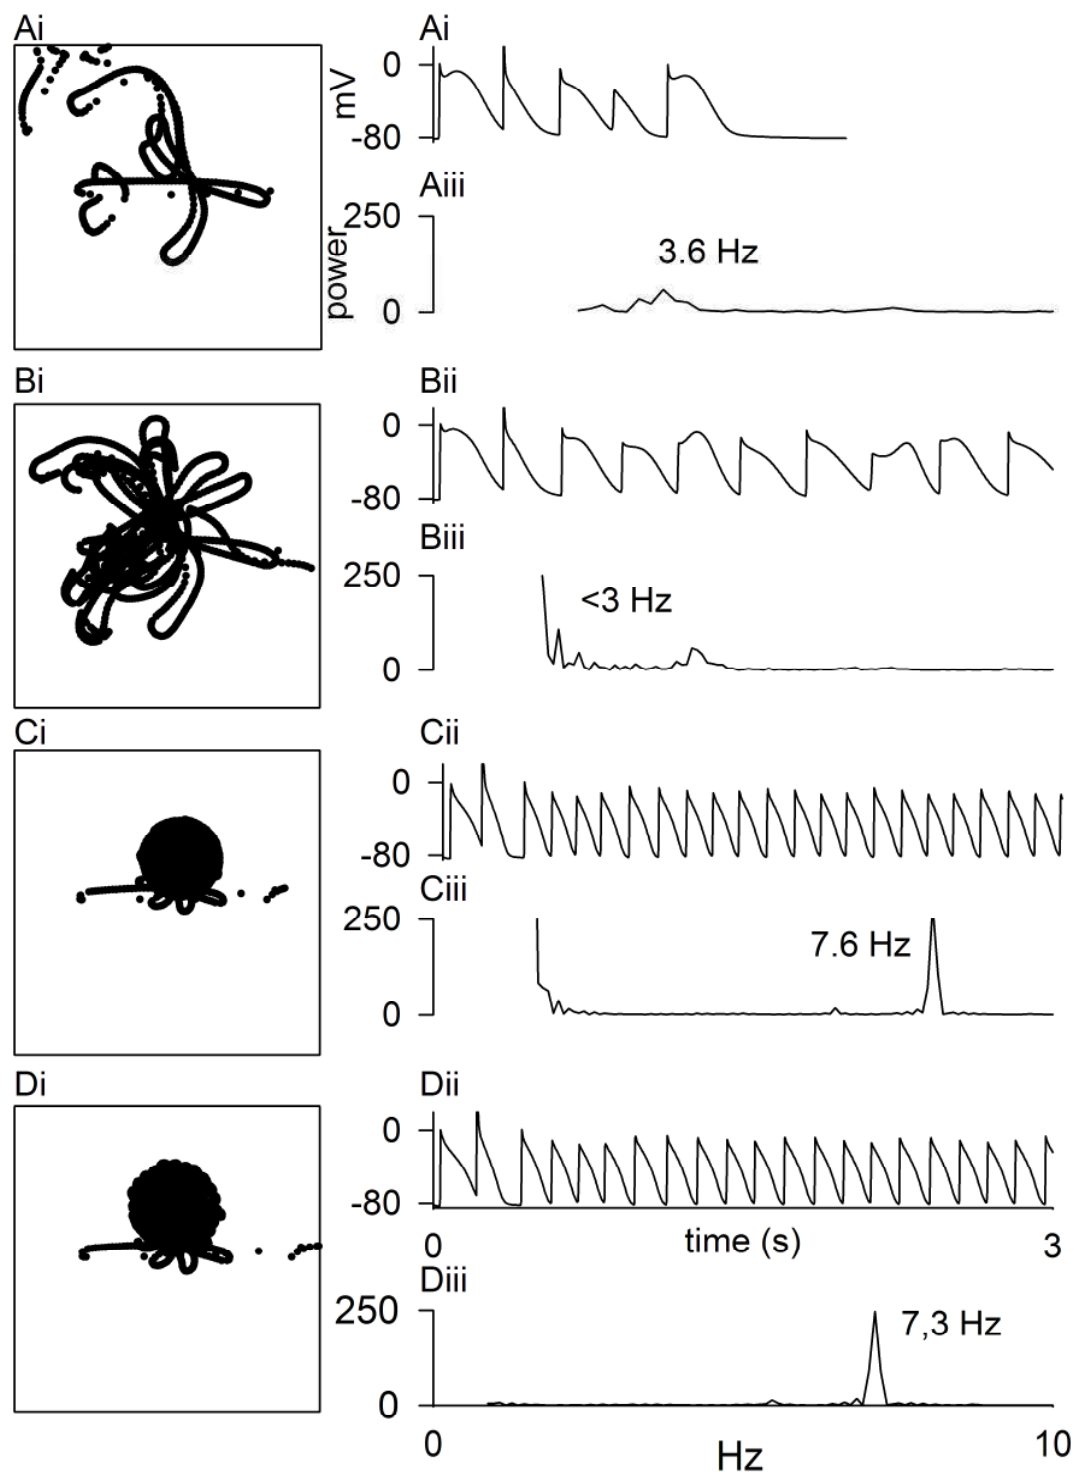 Ai
Ai
0
mV
-80
Aiii
250
power
3.6 Hz
0
Bi
Bii
0
-80
Biii
250
<3 Hz
0
Ci
Cii
0
-80
Ciii
250
7.6 Hz
0
Di
Dii
0
-80
0
time (s)
3
Diii
250
7,3 Hz
0
0
Hz
10